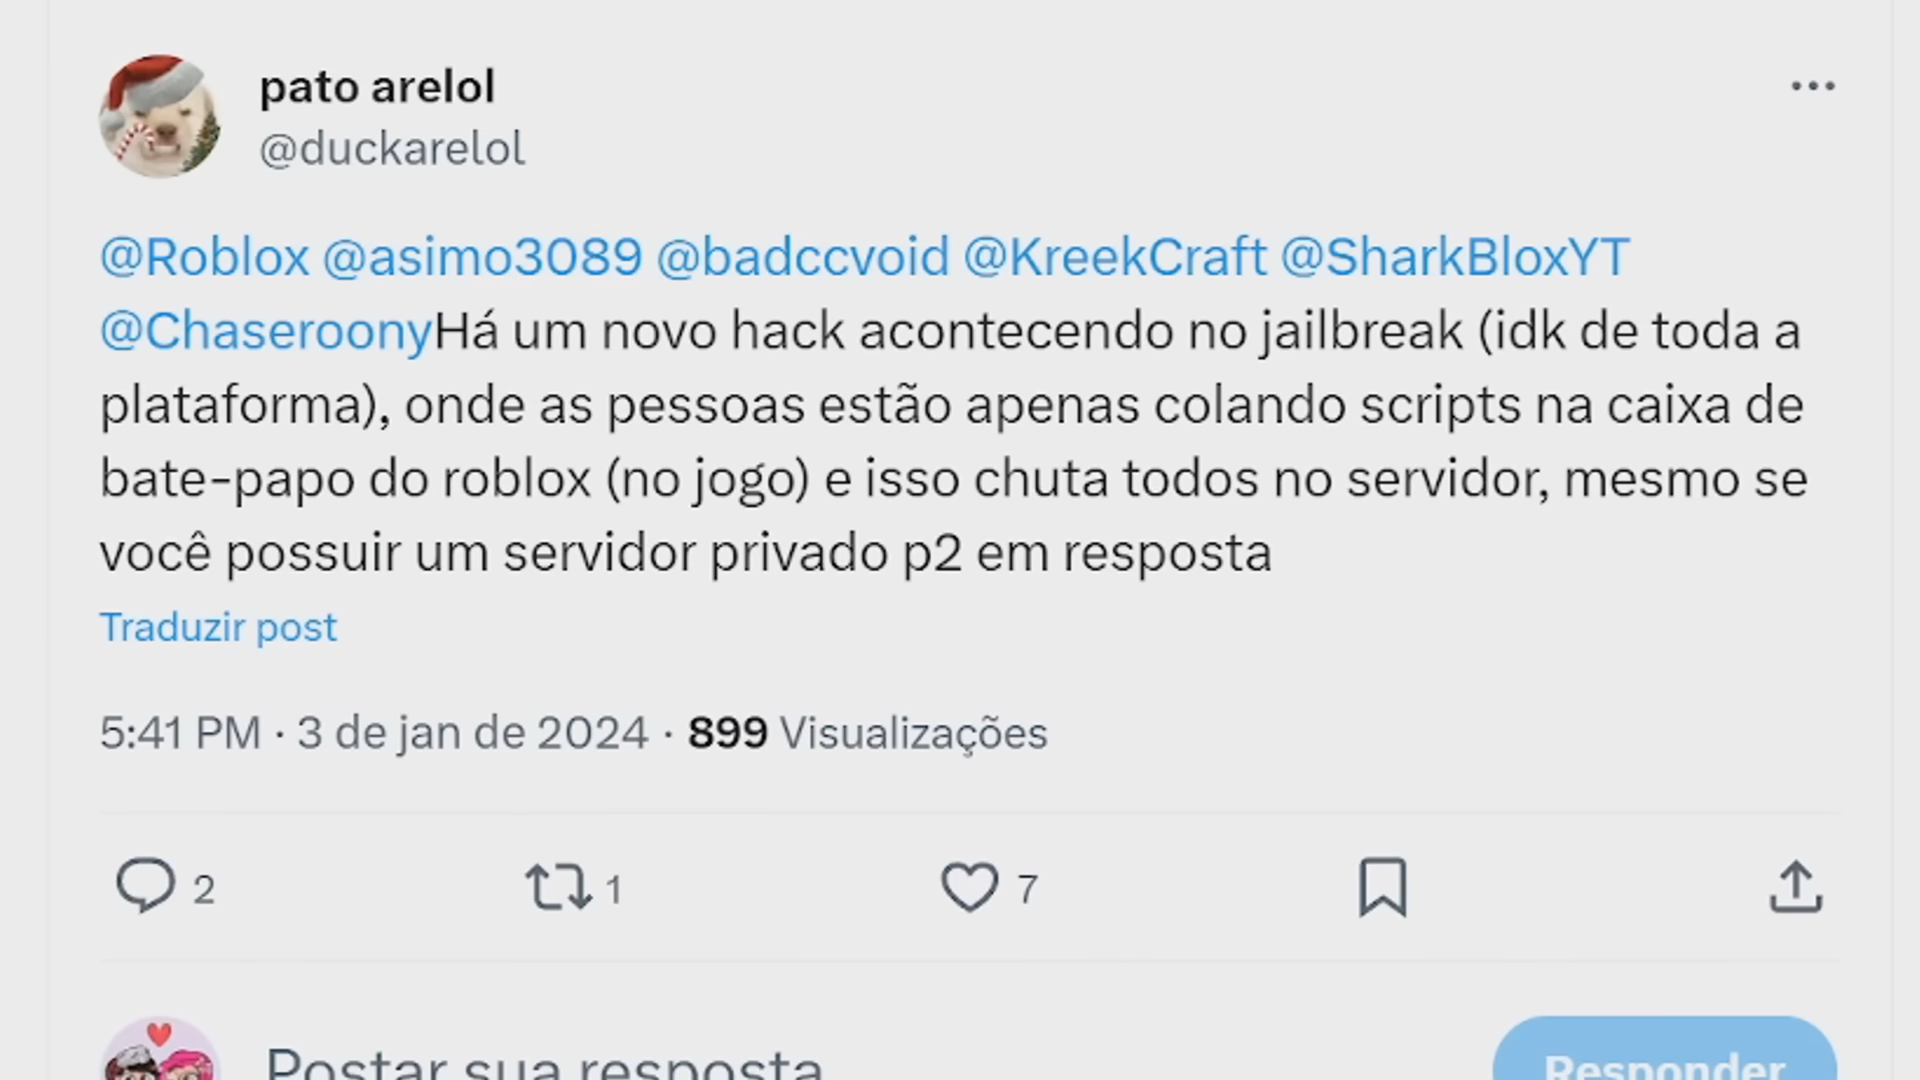 pato arelol
@duckarelol
@Roblox @asimo3089 @badccvoid @KreekCraft @SharkBloxYT
@ChaseroonyHá um novo hack acontecendo no jailbreak (idk de toda a
plataforma), onde as pessoas estão apenas colando scripts na caixa de
bate-papo do roblox (no jogo) e isso chuta todos no servidor, mesmo se
você possuir um servidor privado p2 em resposta
Traduzir post
5:41 PM · 3 de jan de 2024 · 899 Visualizações
2 1 7
Postar sua resposta Responder